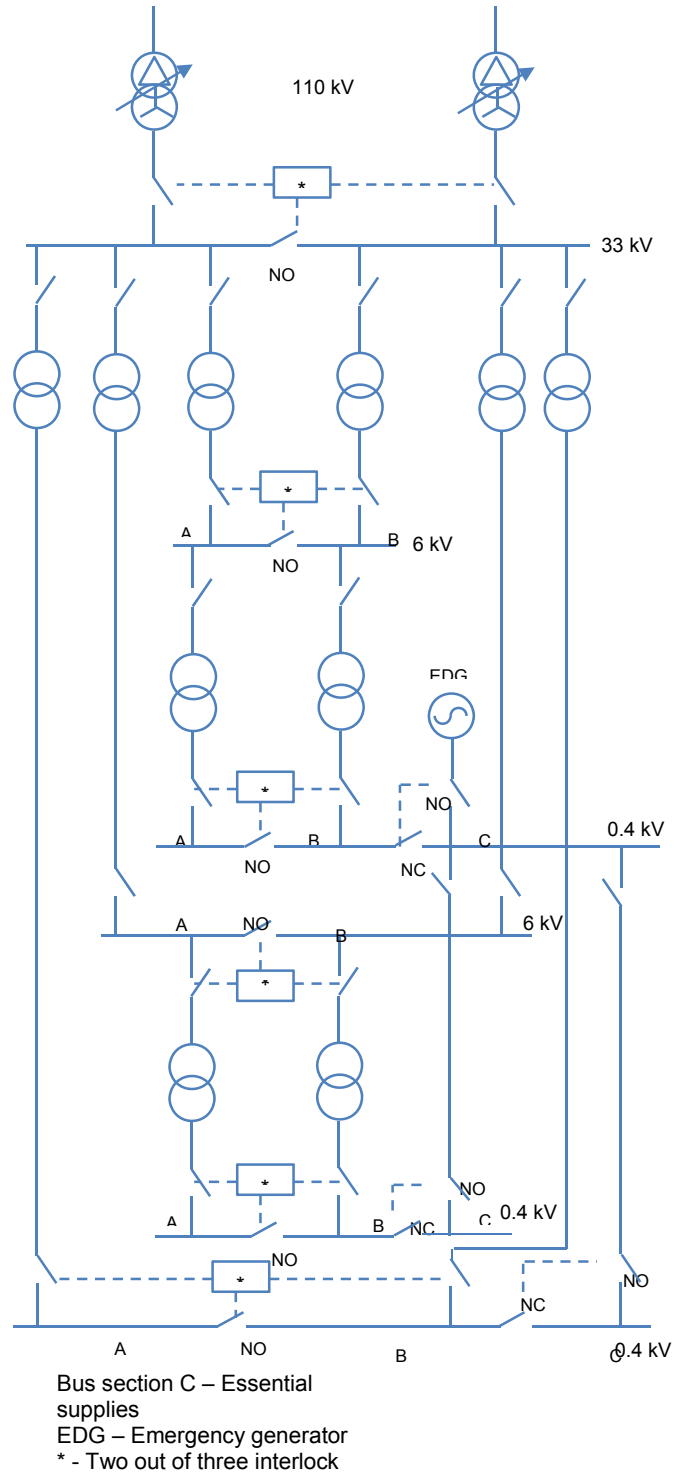 110 kV
*
33 kV
NO
*
A
B
6 kV
NO
EDG
*
NO
A
B
C
0.4 kV
NO
NC
A
NO
B
6 kV
*
*
NO
A
B
NC
C
0.4 kV
NO
*
NO
NC
A
NO
B
C
0.4 kV
Bus section C – Essential
supplies
EDG – Emergency generator
* - Two out of three interlock